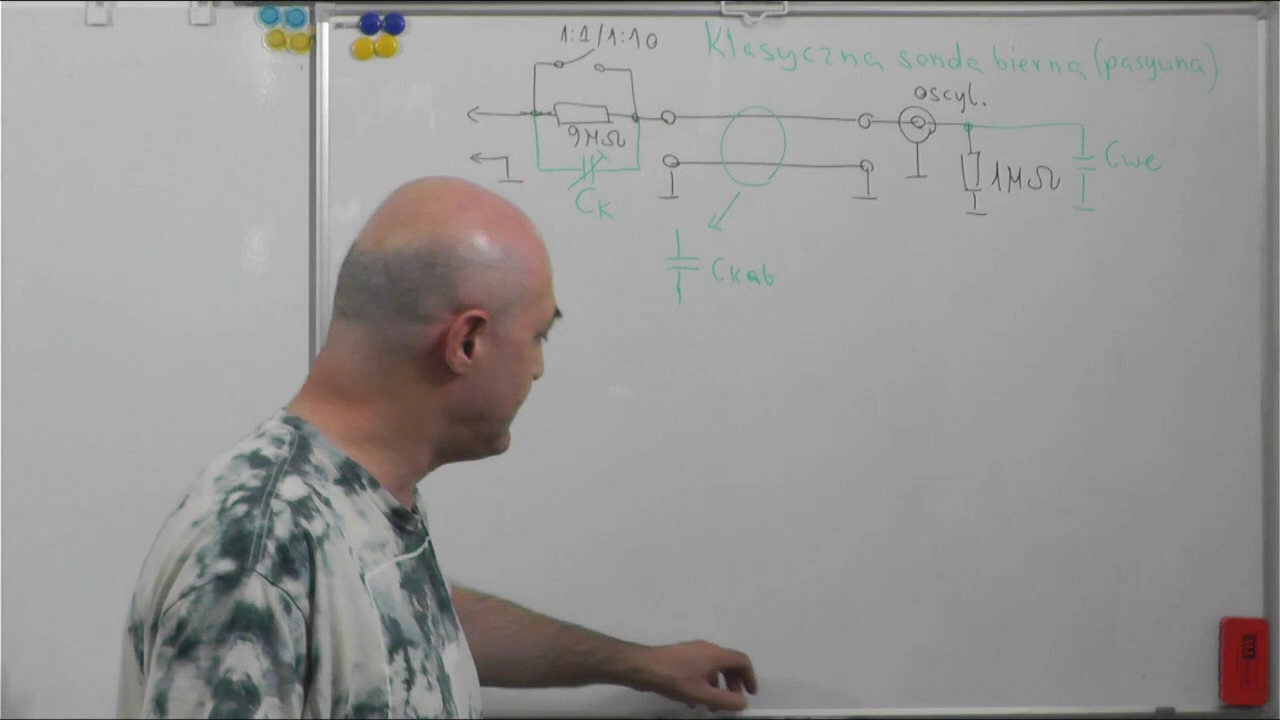 1:1/1:10
Klasyczna sonda bierna (pasywna)
oscyl.
9MΩ
1MΩ
Cwe
CK
Ckab